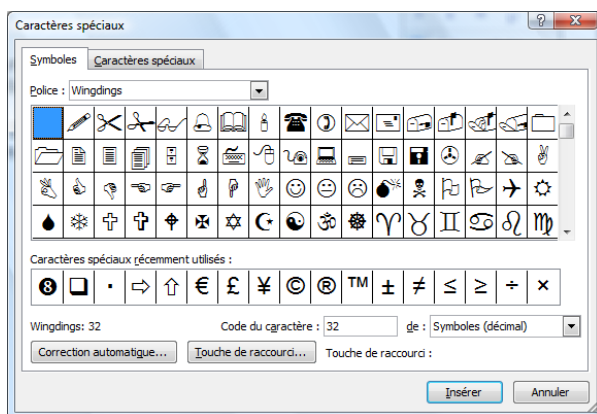 Caractères spéciaux
Symboles Caractères spéciaux
Police : Wingdings
Caractères spéciaux récemment utilisés :
❽ ❑ ▪ ⇨ ⇧ € £ ¥ © ® ™ ± ≠ ≤ ≥ ÷ ×
Wingdings: 32 Code du caractère : 32 de : Symboles (décimal)
Correction automatique... Touche de raccourci... Touche de raccourci :
Insérer Annuler